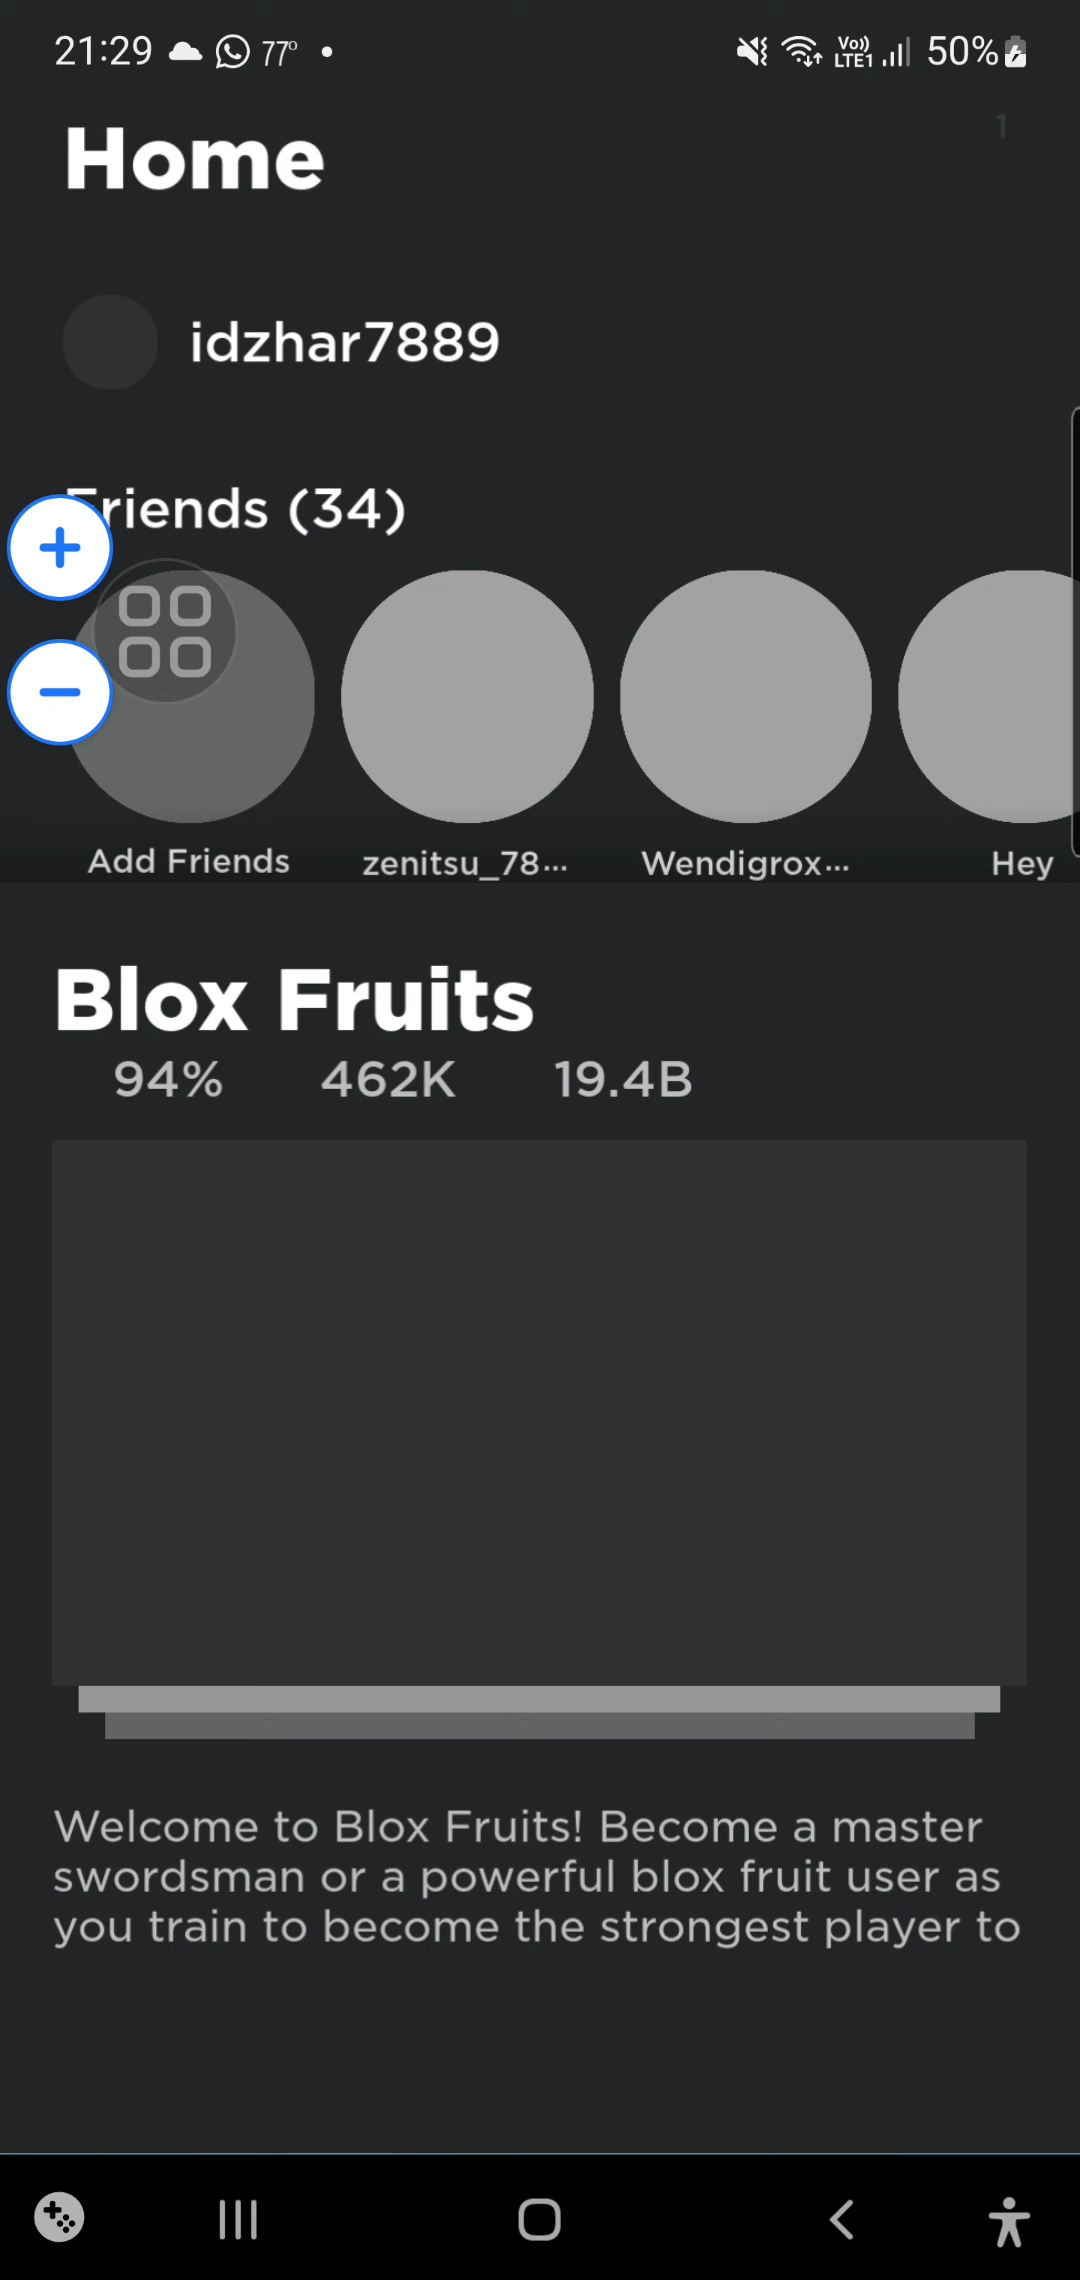 21:29 77° 50%
Vo))
LTE1
Home
1
idzhar7889
Friends (34)
Add Friends
zenitsu_78...
Wendigrox...
Hey
Blox Fruits
94% 462K 19.4B
Welcome to Blox Fruits! Become a master
swordsman or a powerful blox fruit user as
you train to become the strongest player to